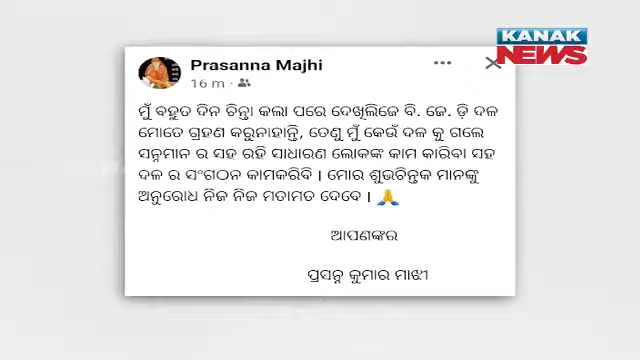 KANAK
NEWS
Prasanna Majhi
16 m
ମୁଁ ବହୁତ ଦିନ ଚିନ୍ତା କଲା ପରେ ଦେଖିଲିଜେ ବି. ଜେ. ଡ଼ି ଦଳ
ମୋତେ ଗ୍ରହଣ କରୁନାହାନ୍ତି, ତେଣୁ ମୁଁ କେଉଁ ଦଳ କୁ ଗଲେ
ସନ୍ନମାନ ର ସହ ରହି ସାଧାରଣ ଲୋକଙ୍କ କାମ କାରିବା ସହ
ଦଳ ର ସଂଗଠନ କାମକରିବି । ମୋର ଶୁଭଚିନ୍ତକ ମାନଙ୍କୁ
ଅନୁରୋଧ ନିଜ ନିଜ ମତାମତ ଦେବେ । 🙏
ଆପଣଙ୍କର
ପ୍ରସନ୍ନ କୁମାର ମାଝୀ